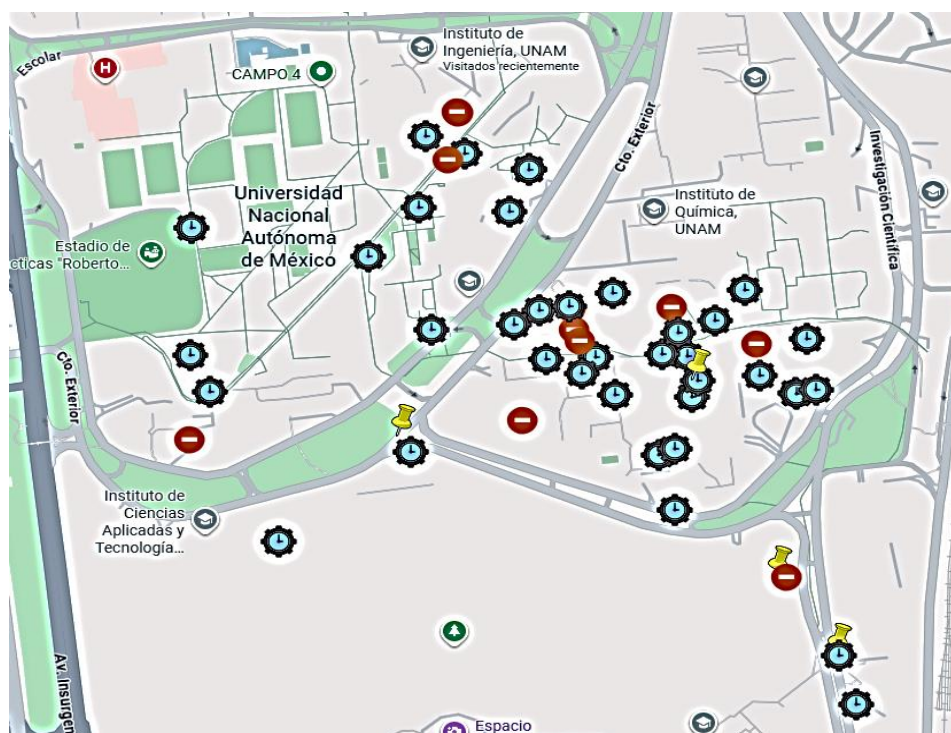 Escolar
CAMPO 4
Instituto de
Ingeniería, UNAM
Visitados recientemente
Cto. Exterior
Investigación Científica
Universidad
Nacional
Autónoma
de México
Instituto de
Química,
UNAM
Estadio de
cticas "Roberto...
Cto. Exterior
Instituto de
Ciencias
Aplicadas y
Tecnología...
Av. Insurgen
Espacio